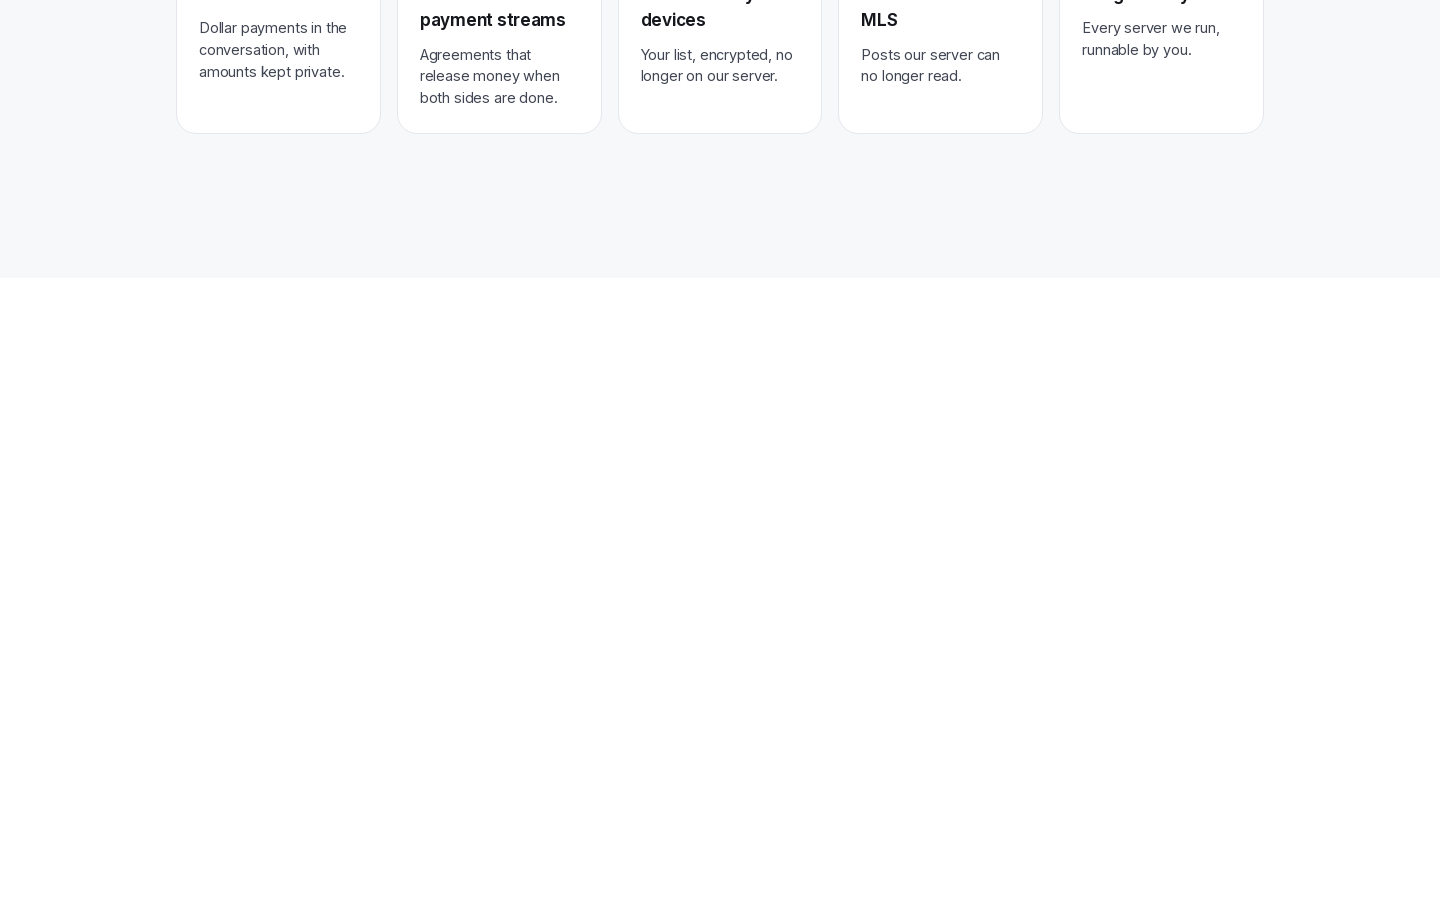 Dollar payments in the
conversation, with
amounts kept private.
payment streams
Agreements that
release money when
both sides are done.
devices
Your list, encrypted, no
longer on our server.
MLS
Posts our server can
no longer read.
Every server we run,
runnable by you.